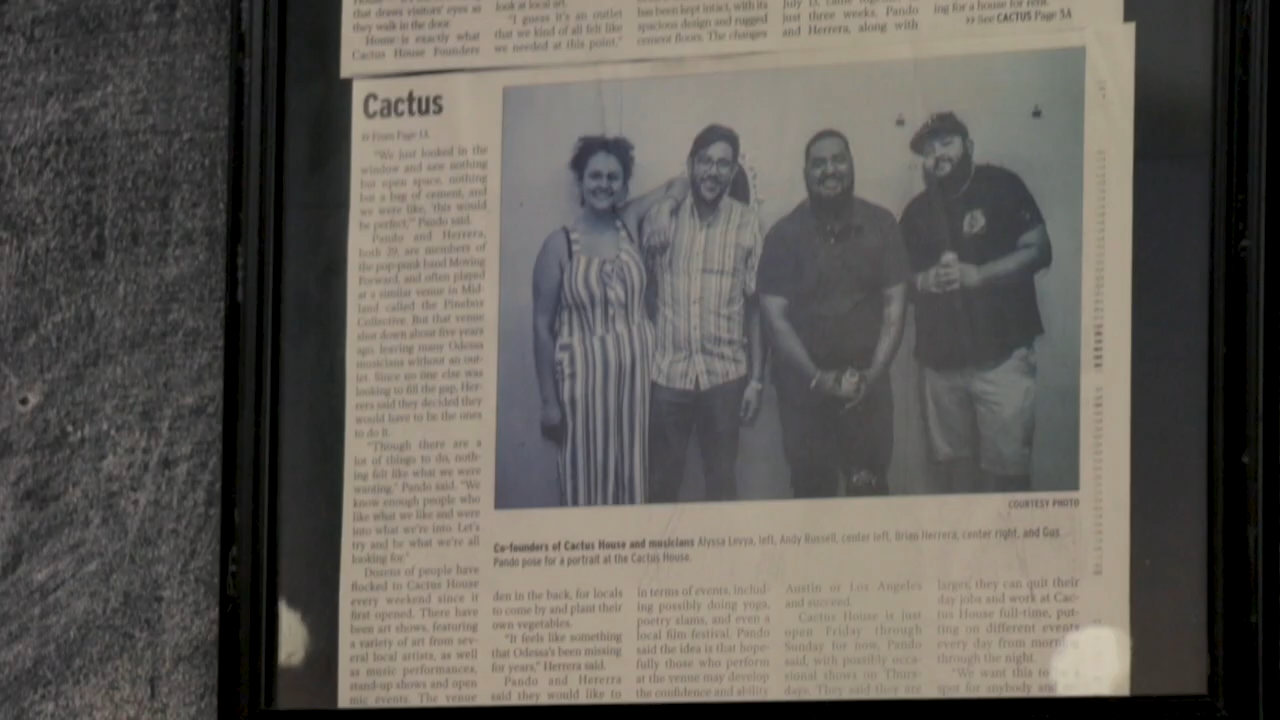 that draws visitors' eyes as
they walk in the door.
House is exactly what
Cactus House Founders
look at local art.
"I guess it's an outlet
that we kind of all felt like
we needed at this point."
has been kept intact, with its
spacious design and rugged
cement floors. The changes
just three weeks, Pando
and Herrera, along with
ing for a house for rent.
>> See CACTUS Page 5A
Cactus
>> From Page 1A
"We just looked in the
window and saw nothing
but open space, nothing
but a bag of cement, and
we were like, 'this would
be perfect,'" Pando said.
Pando and Herrera,
both 29, are members of
the pop-punk band Moving
Forward, and often played
at a similar venue in Mid-
land called the Pinebox
Collective. But that venue
shut down about five years
ago, leaving many Odessa
musicians without an out-
let. Since no one else was
looking to fill the gap, Her-
rera said they decided they
would have to be the ones
to do it.
"Though there are a
lot of things to do, noth-
ing felt like what we were
wanting," Pando said. "We
know enough people who
like what we like and were
into what we're into. Let's
try and be what we're all
looking for."
Dozens of people have
flocked to Cactus House
every weekend since it
first opened. There have
been art shows, featuring
a variety of art from sev-
eral local artists, as well
as music performances,
stand-up shows and open
mic events. The venue
COURTESY PHOTO
Co-founders of Cactus House and musicians Alyssa Levya, left, Andy Russell, center left, Brian Herrera, center right, and Gus
Pando pose for a portrait at the Cactus House.
den in the back, for locals
to come by and plant their
own vegetables.
"It feels like something
that Odessa's been missing
for years," Herrera said.
Pando and Hererra
said they would like to
in terms of events, includ-
ing possibly doing yoga,
poetry slams, and even a
local film festival. Pando
said the idea is that hope-
fully those who perform
at the venue may develop
the confidence and ability
Austin or Los Angeles
and succeed.
Cactus House is just
open Friday through
Sunday for now, Pando
said, with possibly occa-
sional shows on Thurs-
days. They said they are
larger, they can quit their
day jobs and work at Cac-
tus House full-time, put-
ting on different events
every day from morning
through the night.
"We want this to
spot for anybody and